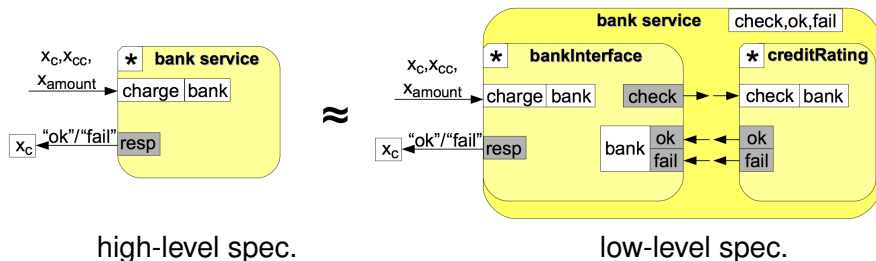 x_c,x_cc,
x_amount
* bank service
charge bank
"ok"/"fail"
x_c
resp
high-level spec.
≈
bank service check,ok,fail
x_c,x_cc,
x_amount
* bankInterface
charge bank
check
"ok"/"fail"
x_c
resp
bank
ok
fail
* creditRating
check bank
ok
fail
low-level spec.